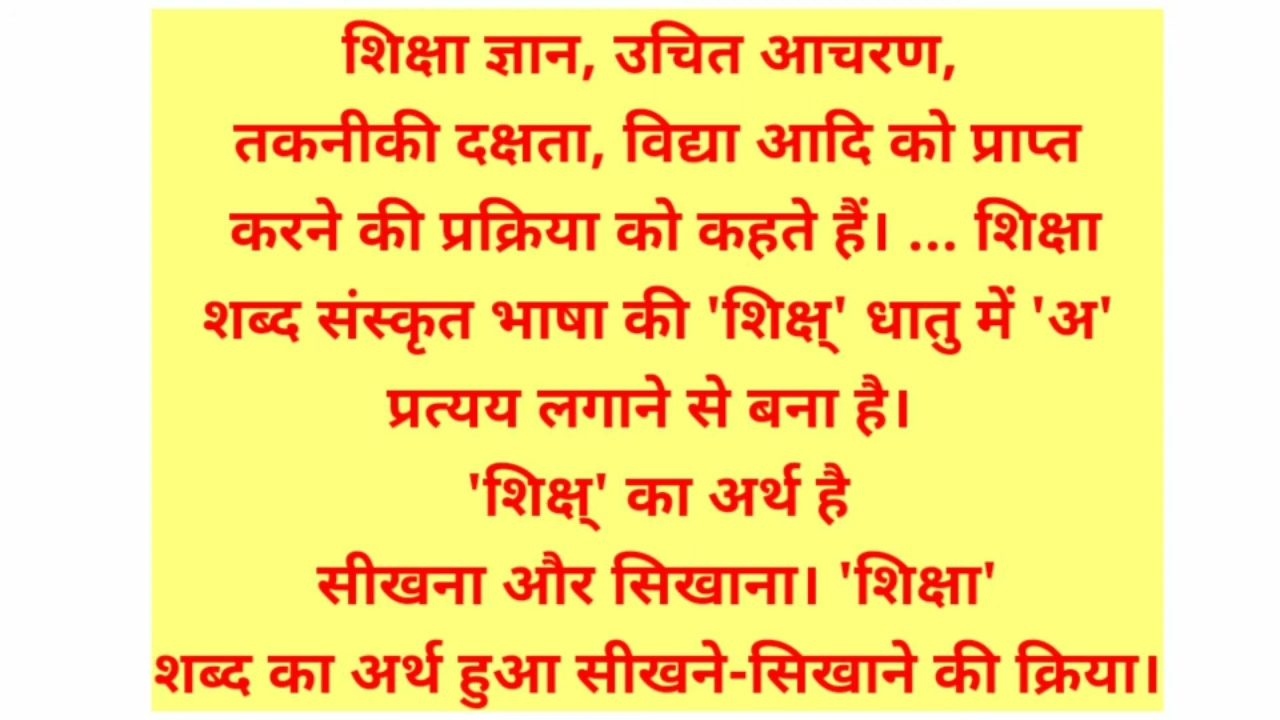 शिक्षा ज्ञान, उचित आचरण,
तकनीकी दक्षता, विद्या आदि को प्राप्त
करने की प्रक्रिया को कहते हैं। ... शिक्षा
शब्द संस्कृत भाषा की 'शिक्ष्' धातु में 'अ'
प्रत्यय लगाने से बना है।
'शिक्ष्' का अर्थ है
सीखना और सिखाना। 'शिक्षा'
शब्द का अर्थ हुआ सीखने-सिखाने की क्रिया।